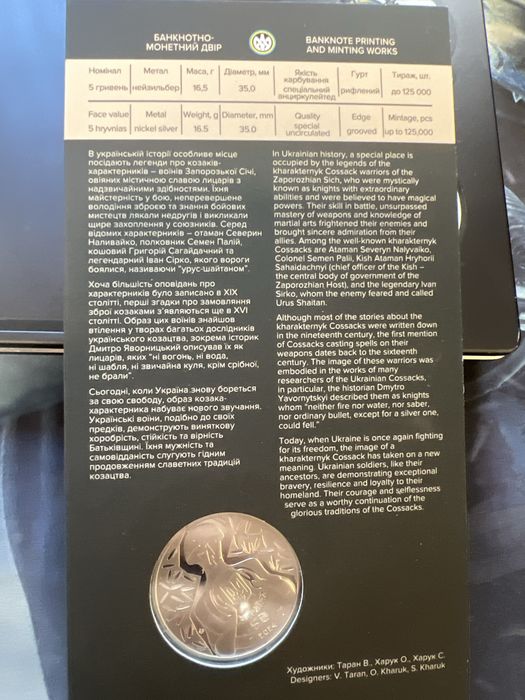 БАНКНОТНО-
МОНЕТНИЙ ДВІР
BANKNOTE PRINTING
AND MINTING WORKS
Номінал Метал Маса, г Діаметр, мм Якість карбування Гурт Тираж, шт.
5 гривень нейзильбер 16,5 35,0 спеціальний анциркулейтед рифлений до 125 000
Face value Metal Weight, g Diameter, mm Quality Edge Mintage, pcs
5 hryvnias nickel silver 16.5 35.0 special uncirculated grooved up to 125,000
В українській історії особливе місце
посідають легенди про козаків-
характерників – воїнів Запорозької Січі,
овіяних містичною славою лицарів з
надзвичайними здібностями. Їхня
майстерність у бою, неперевершене
володіння зброєю та знання бойових
мистецтв лякали недругів і викликали
щире захоплення у союзників. Серед
відомих характерників – отаман Северин
Наливайко, полковник Семен Палій,
кошовий Григорій Сагайдачний та
легендарний Іван Сірко, якого вороги
боялися, називаючи "урус-шайтаном".
Хоча більшість оповідань про
характерників було записано в ХІХ
столітті, перші згадки про замовляння
зброї козаками з'являються ще в XVI
столітті. Образ цих воїнів знайшов
втілення у творах багатьох дослідників
українського козацтва, зокрема історик
Дмитро Яворницький описував їх як
лицарів, яких "ні вогонь, ні вода,
ні шабля, ні звичайна куля, крім срібної,
не брали".
Сьогодні, коли Україна знову бореться
за свою свободу, образ козака-
характерника набуває нового звучання.
Українські воїни, подібно до своїх
предків, демонструють виняткову
хоробрість, стійкість та вірність
Батьківщині. Їхня мужність та
самовідданість слугують гідним
продовженням славетних традицій
козацтва.
In Ukrainian history, a special place is
occupied by the legends of the
kharakternyk Cossack warriors of the
Zaporozhian Sich, who were mystically
known as knights with extraordinary
abilities and were believed to have magical
powers. Their skill in battle, unsurpassed
mastery of weapons and knowledge of
martial arts frightened their enemies and
brought sincere admiration from their
allies. Among the well-known kharakternyk
Cossacks are Ataman Severyn Nalyvaiko,
Colonel Semen Palii, Kish Ataman Hryhorii
Sahaidachnyi (chief officer of the Kish –
the central body of government of the
Zaporozhian Host), and the legendary Ivan
Sirko, whom the enemy feared and called
Urus Shaitan.
Although most of the stories about the
kharakternyk Cossacks were written down
in the nineteenth century, the first mention
of Cossacks casting spells on their
weapons dates back to the sixteenth
century. The image of these warriors was
embodied in the works of many
researchers of the Ukrainian Cossacks,
in particular, the historian Dmytro
Yavornytskyi described them as knights
whom "neither fire nor water, nor saber,
nor ordinary bullet, except for a silver one,
could fell."
Today, when Ukraine is once again fighting
for its freedom, the image of a
kharakternyk Cossack has taken on a new
meaning. Ukrainian soldiers, like their
ancestors, are demonstrating exceptional
bravery, resilience and loyalty to their
homeland. Their courage and selflessness
serve as a worthy continuation of the
glorious traditions of the Cossacks.
Художники: Таран В., Харук О., Харук С.
Designers: V. Taran, O. Kharuk, S. Kharuk